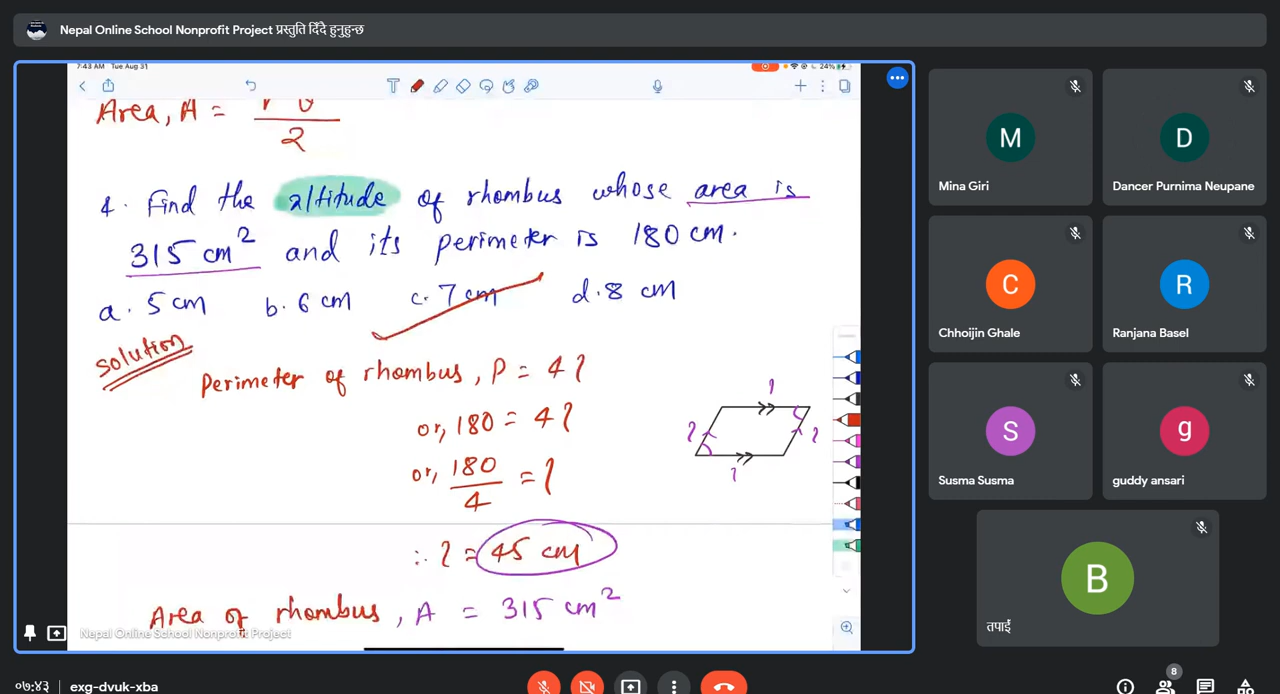 Nepal Online School Nonprofit Project प्रस्तुति दिँदै हुनुहुन्छ
7:43 AM Tue Aug 31
24%
Area, A =
2
4. Find the altitude of rhombus whose area is
315 cm² and its perimeter is 180 cm.
a. 5 cm b. 6 cm c. 7 cm d. 8 cm
Solution
Perimeter of rhombus, P = 4l
or, 180 = 4l
or, 180/4 = l
l
l
l
l
∴ l = 45 cm
Area of rhombus, A = 315 cm²
Nepal Online School Nonprofit Project
M
Mina Giri
D
Dancer Purnima Neupane
C
Chhoijin Ghale
R
Ranjana Basel
S
Susma Susma
g
guddy ansari
B
तपाईं
०७:४३ | exg-dvuk-xba
8